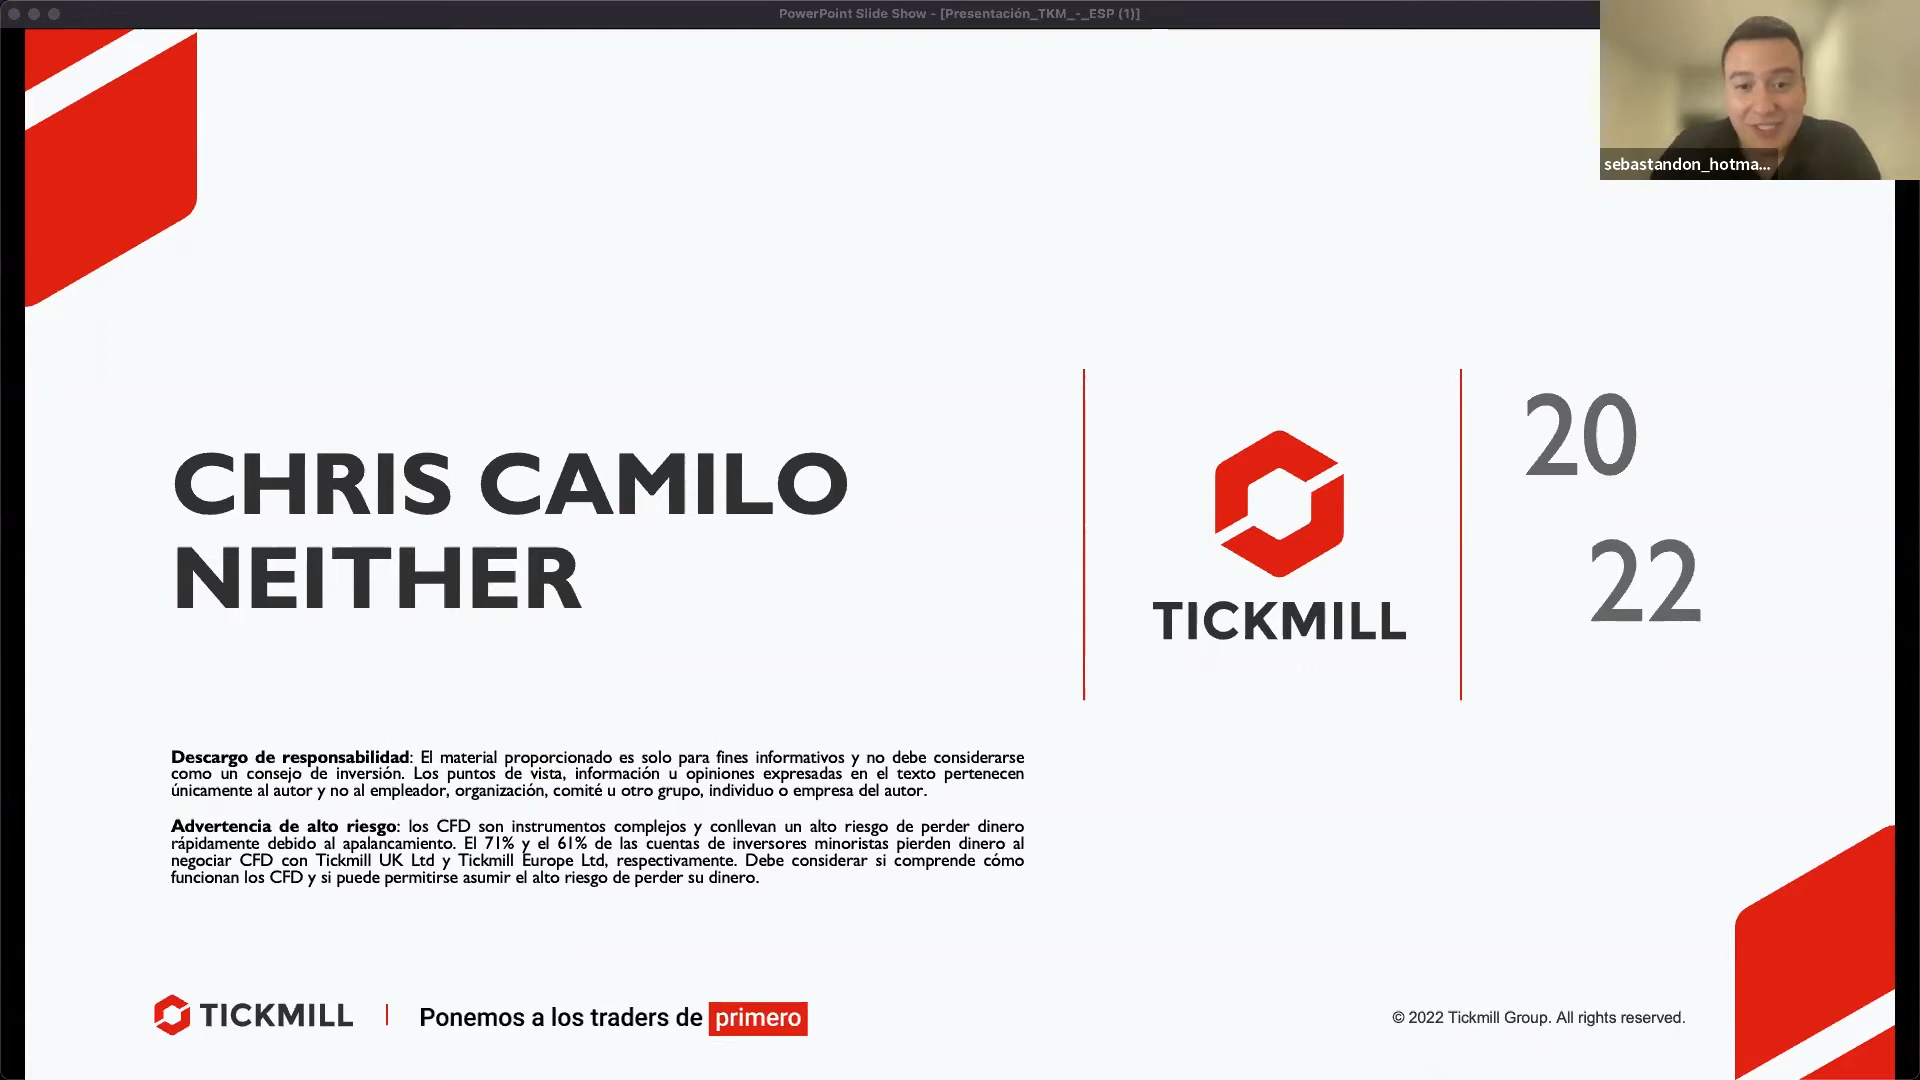 PowerPoint Slide Show - [Presentación_TKM_-_ESP (1)]
sebastandon_hotma...
20
22
CHRIS CAMILO
NEITHER
TICKMILL
Descargo de responsabilidad: El material proporcionado es solo para fines informativos y no debe considerarse
como un consejo de inversión. Los puntos de vista, información u opiniones expresadas en el texto pertenecen
únicamente al autor y no al empleador, organización, comité u otro grupo, individuo o empresa del autor.
Advertencia de alto riesgo: los CFD son instrumentos complejos y conllevan un alto riesgo de perder dinero
rápidamente debido al apalancamiento. El 71% y el 61% de las cuentas de inversores minoristas pierden dinero al
negociar CFD con Tickmill UK Ltd y Tickmill Europe Ltd, respectivamente. Debe considerar si comprende cómo
funcionan los CFD y si puede permitirse asumir el alto riesgo de perder su dinero.
TICKMILL
Ponemos a los traders de primero
© 2022 Tickmill Group. All rights reserved.